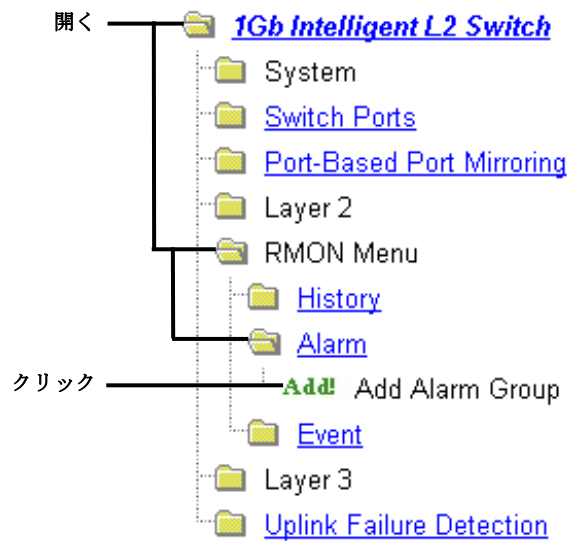 開く 1Gb Intelligent L2 Switch
System
Switch Ports
Port-Based Port Mirroring
Layer 2
RMON Menu
History
Alarm
クリック Add! Add Alarm Group
Event
Layer 3
Uplink Failure Detection